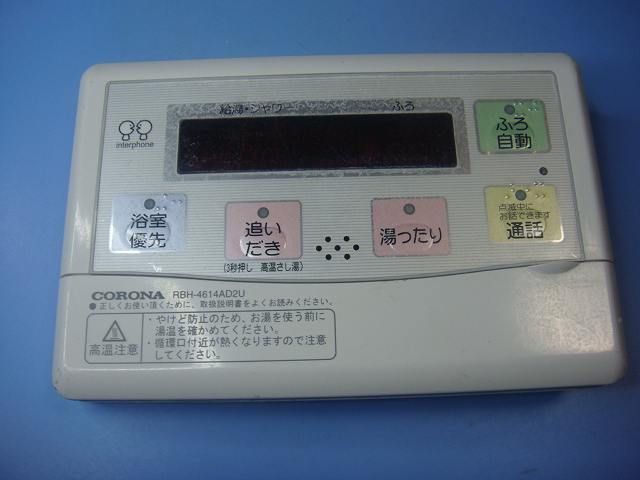 給湯・シャワー ふろ
interphone
ふろ
自動
浴室
優先
追い
だき
(3秒押し 高温さし湯)
湯ったり
点滅中に
お話できます
通話
CORONA RBH-4614AD2U
●正しくお使い頂くために、取扱説明書をよくお読みください。
高温注意
・やけど防止のため、お湯を使う前に
湯温を確かめてください。
・循環口付近が熱くなりますので注意
してください。